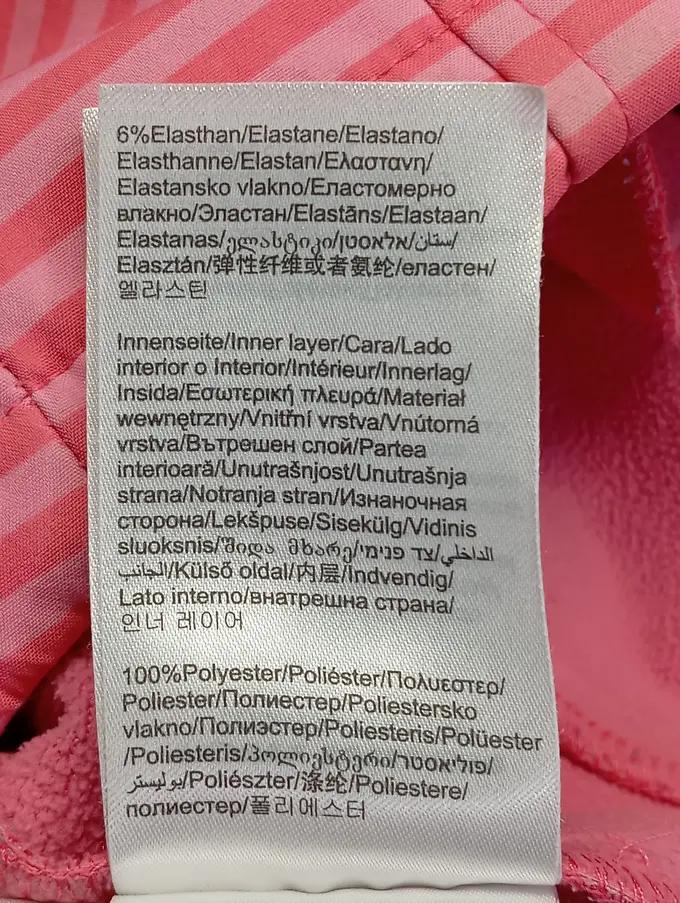 6%Elasthan/Elastane/Elastano/
Elasthanne/Elastan/Ελαστανη/
Elastansko vlakno/Еластомерно
влакно/Эластан/Elastāns/Elastaan/
Elastanas/ელასტიკი/אלאסטן/ستان/
Elasztán/弹性纤维或者氨纶/еластен/
엘라스틴
Innenseite/Inner layer/Cara/Lado
interior o Interior/Intérieur/Innerlag/
Insida/Εσωτερική πλευρά/Materiał
wewnętrzny/Vnitřní vrstva/Vnútorná
vrstva/Вътрешен слой/Partea
interioară/Unutrašnjost/Unutrašnja
strana/Notranja stran/Изнаночная
сторона/Lekšpuse/Sisekülg/Vidinis
sluoksnis/შიდა მხარე/צד פנימי/الداخلي
الجانب/Külső oldal/内层/Indvendig/
Lato interno/внатрешна страна/
인너 레이어
100%Polyester/Poliéster/Πολυεστερ/
Poliester/Полиестер/Poliestersko
vlakno/Полиэстер/Poliesteris/Polüester
/Poliesteris/პოლიესტერი/פוליאסטר/
يوليستر/Poliészter/涤纶/Poliestere/
полиестер/폴리에스터